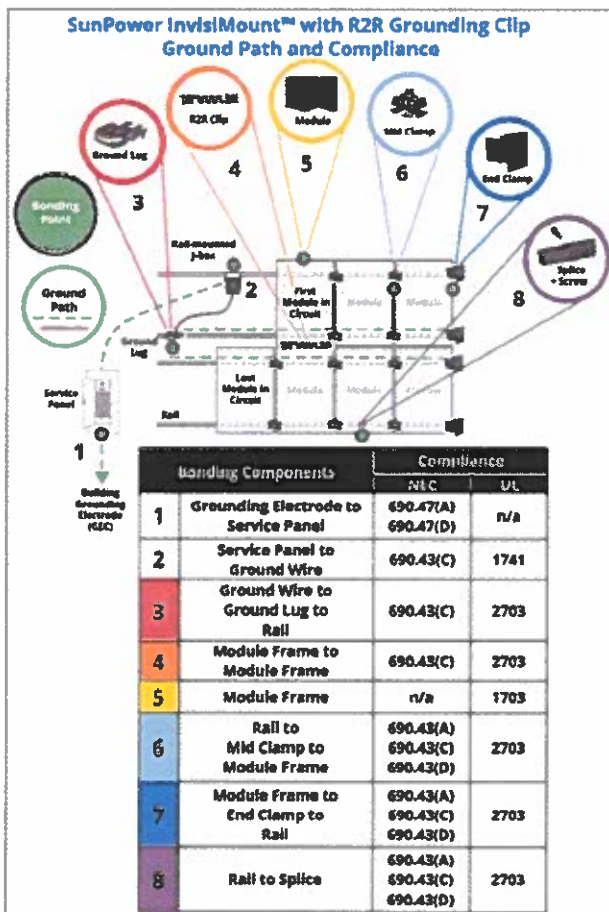 SunPower InvisiMount™ with R2R Grounding Clip
Ground Path and Compliance
Ground Lug
R2R Clip
Module
Mid Clamp
End Clamp
Splice
+ Screw
3
4
5
6
7
8
Bonding
Point
Ground
Path
Rail-mounted
J-box
2
First
Module in
Circuit
Module
Module
Ground
Lug
Last
Module in
Circuit
Module
Module
Service
Panel
Rail
1
Building
Grounding
Electrode
(GEC)
Bonding Components
Compliance
NEC
UL
1
Grounding Electrode to
Service Panel
690.47(A)
690.47(D)
n/a
2
Service Panel to
Ground Wire
690.43(C)
1741
3
Ground Wire to
Ground Lug to
Rail
690.43(C)
2703
4
Module Frame to
Module Frame
690.43(C)
2703
5
Module Frame
n/a
1703
6
Rail to
Mid Clamp to
Module Frame
690.43(A)
690.43(C)
690.43(D)
2703
7
Module Frame to
End Clamp to
Rail
690.43(A)
690.43(C)
690.43(D)
2703
8
Rail to Splice
690.43(A)
690.43(C)
690.43(D)
2703